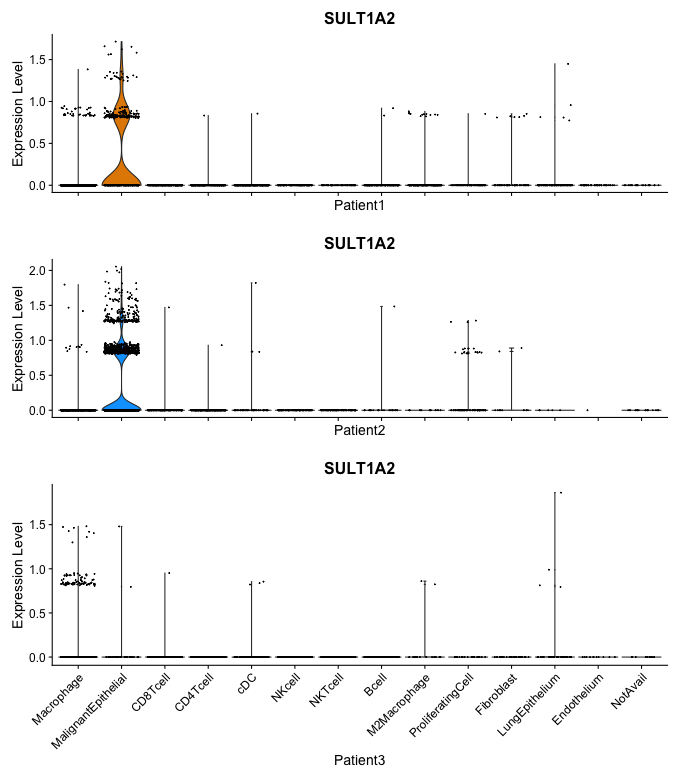 SULT1A2
Expression Level
1.5
1.0
0.5
0.0
Patient1
SULT1A2
Expression Level
2.0
1.5
1.0
0.5
0.0
Patient2
SULT1A2
Expression Level
1.5
1.0
0.5
0.0
Macrophage
MalignantEpithelial
CD8Tcell
CD4Tcell
cDC
NKcell
NKTcell
Bcell
M2Macrophage
ProliferatingCell
Fibroblast
LungEpithelium
Endothelium
NotAvail
Patient3